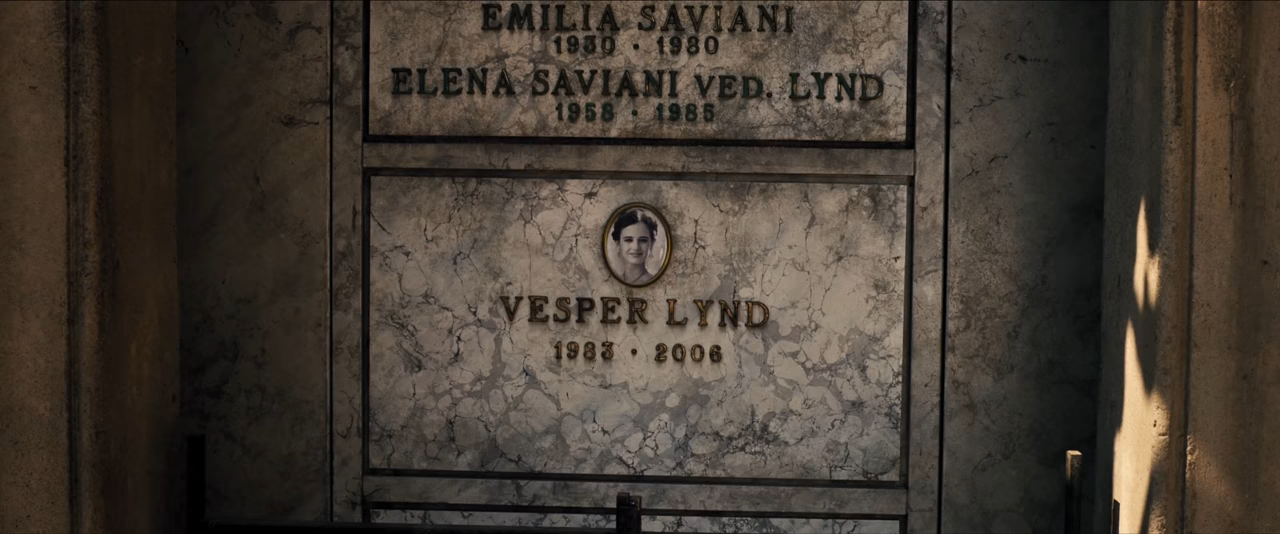 EMILIA SAVIANI
1930 · 1980
ELENA SAVIANI VED. LYND
1958 · 1985
VESPER LYND
1983 · 2006